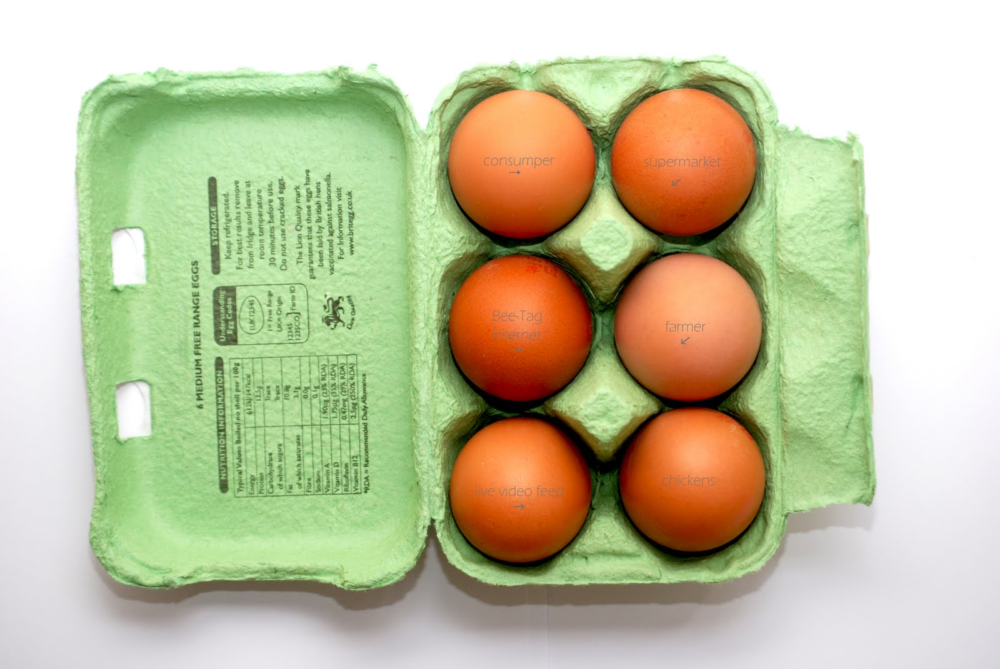 6 MEDIUM FREE RANGE EGGS
NUTRITION INFORMATION
Typical Values Boiled no shell per 100g
Energy 612kJ/147kcal
Protein 12.5g
Carbohydrate Trace
of which sugars Trace
Fat 10.8g
of which saturates 3.1g
Fibre 0.0g
Sodium 0.1g
Vitamin A 1.90µg (23% RDA)
Vitamin D 1.75µg (35% RDA)
Riboflavin 0.47mg (29% RDA)
Vitamin B12 2.5µg (250% RDA)
*RDA = Recommended Daily Allowance
Understanding
Egg Codes
1UK12345
1= Free Range
UK= Origin
12345
123SCO
Farm ID
STORAGE
Keep refrigerated.
For best results remove
from fridge and leave at
room temperature
30 minutes before use.
Do not use cracked eggs.
The Lion Quality mark
guarantees that these eggs have
been laid by British hens
vaccinated against salmonella.
For Information visit
www.britegg.co.uk
Lion Quality
consumper
⇢
supermarket
↙
Bee-Tag
Internet
→
farmer
↙
live video feed
→
chickens